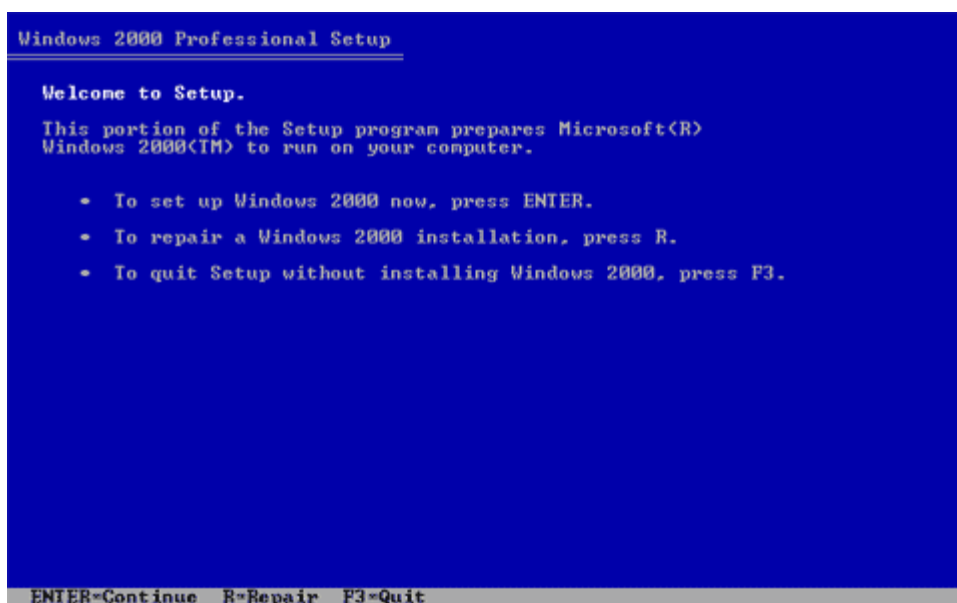 Windows 2000 Professional Setup
Welcome to Setup.
This portion of the Setup program prepares Microsoft(R)
Windows 2000(TM) to run on your computer.
• To set up Windows 2000 now, press ENTER.
• To repair a Windows 2000 installation, press R.
• To quit Setup without installing Windows 2000, press F3.
ENTER=Continue R=Repair F3=Quit